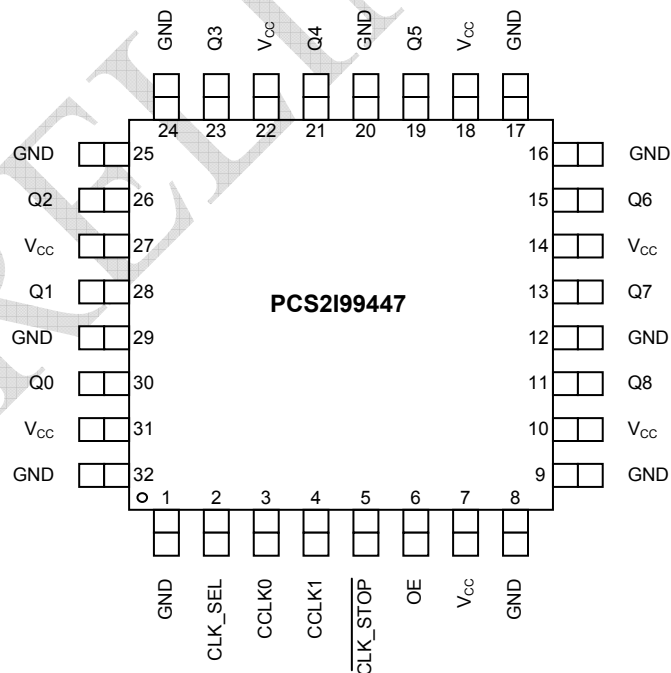 GND Q3 VCC Q4 GND Q5 VCC GND
24 23 22 21 20 19 18 17
GND 25 16 GND
Q2 26 15 Q6
VCC 27 14 VCC
Q1 28 13 Q7
PCS2I99447
GND 29 12 GND
Q0 30 11 Q8
VCC 31 10 VCC
GND 32 9 GND
1 2 3 4 5 6 7 8
GND CLK_SEL CCLK0 CCLK1 CLK_STOP OE VCC GND